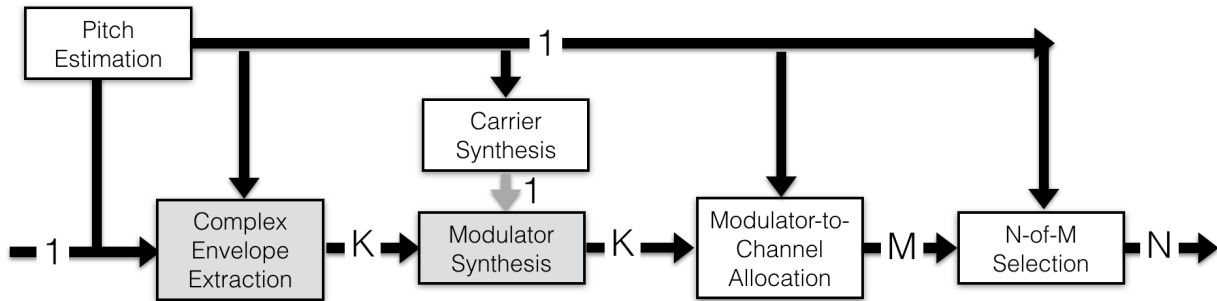 Pitch
Estimation
1
Carrier
Synthesis
1
1
Complex
Envelope
Extraction
K
Modulator
Synthesis
K
Modulator-to-
Channel
Allocation
M
N-of-M
Selection
N